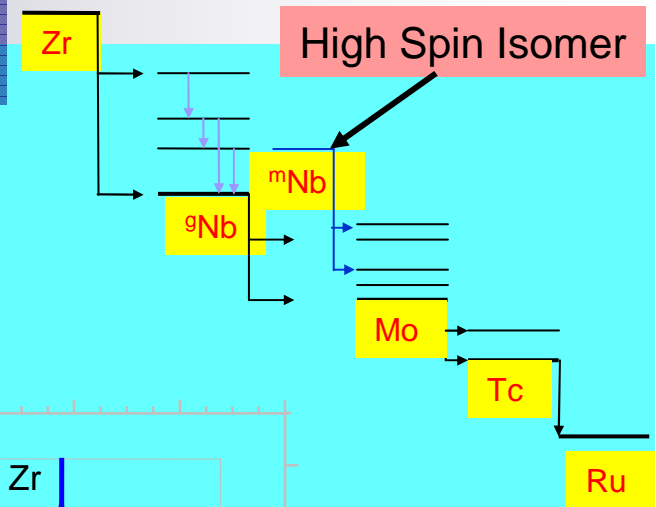 Zr
High Spin Isomer
ᵐNb
ᵍNb
Mo
Tc
Ru
Zr